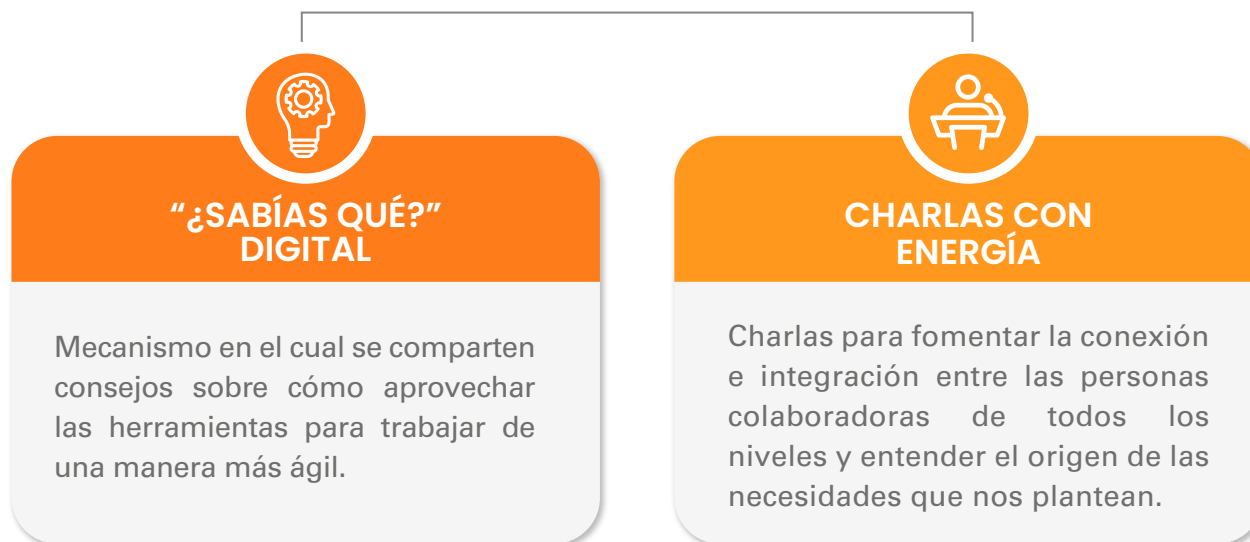 “¿SABÍAS QUÉ?”
DIGITAL
Mecanismo en el cual se comparten
consejos sobre cómo aprovechar
las herramientas para trabajar de
una manera más ágil.
CHARLAS CON
ENERGÍA
Charlas para fomentar la conexión
e integración entre las personas
colaboradoras de todos los
niveles y entender el origen de las
necesidades que nos plantean.